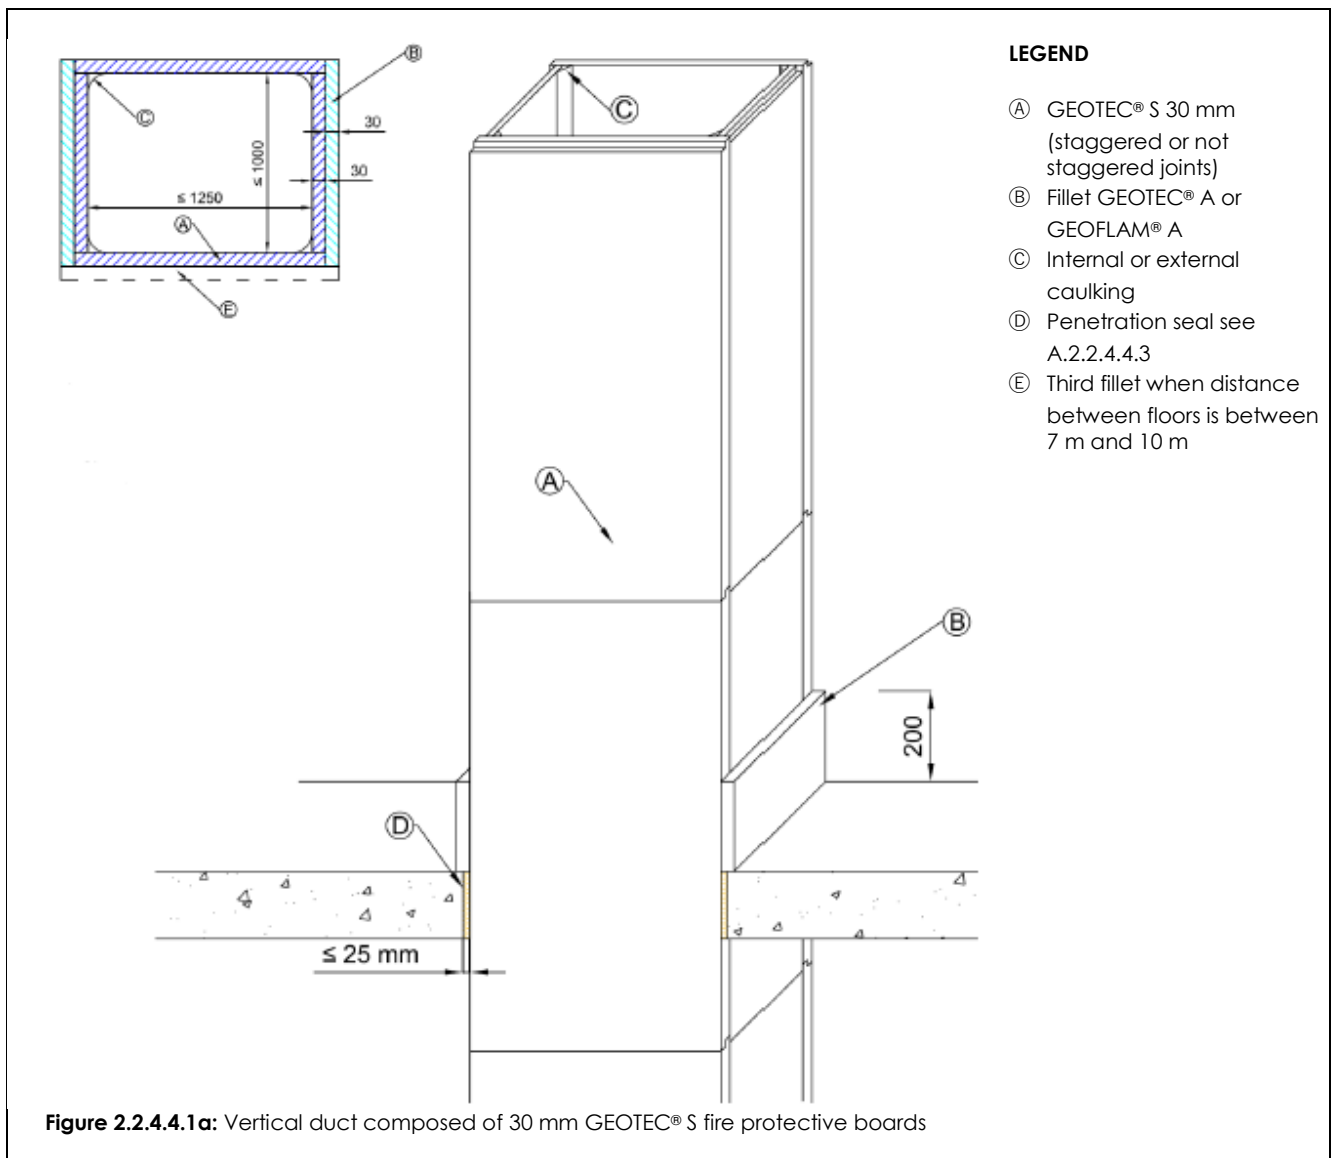 B
C
30
≤ 1000
30
≤ 1250
A
E
C
A
B
200
D
≤ 25 mm
LEGEND
Ⓐ GEOTEC® S 30 mm
(staggered or not
staggered joints)
Ⓑ Fillet GEOTEC® A or
GEOFLAM® A
Ⓒ Internal or external
caulking
Ⓓ Penetration seal see
A.2.2.4.4.3
Ⓔ Third fillet when distance
between floors is between
7 m and 10 m
Figure 2.2.4.4.1a: Vertical duct composed of 30 mm GEOTEC® S fire protective boards